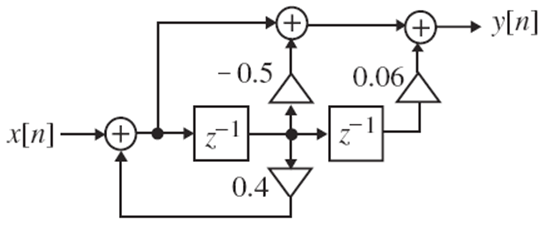 + + y[n]
- 0.5 0.06
x[n] + z⁻¹ z⁻¹
0.4